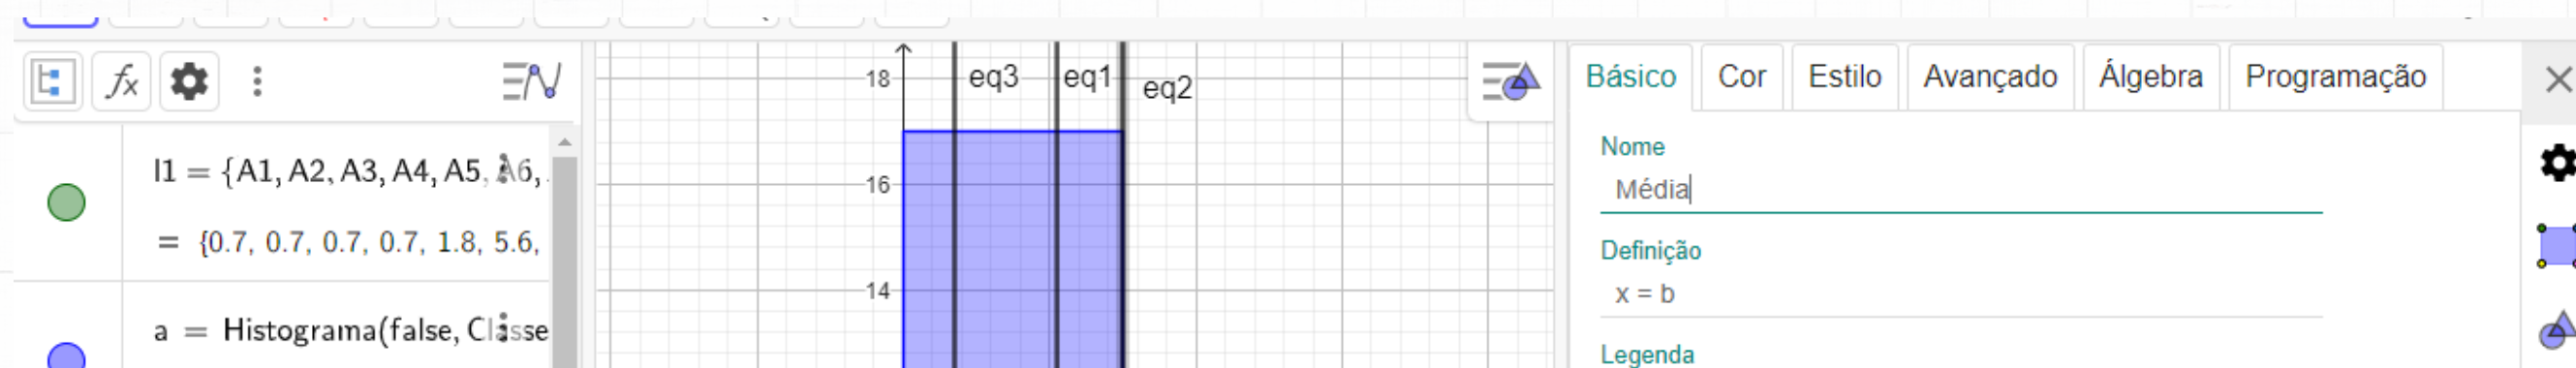 fx
18
eq3
eq1
eq2
Básico
Cor
Estilo
Avançado
Álgebra
Programação
l1 = {A1, A2, A3, A4, A5, A6,
= {0.7, 0.7, 0.7, 0.7, 1.8, 5.6,
a = Histograma(false, Classe
16
14
Nome
Média
Definição
x = b
Legenda